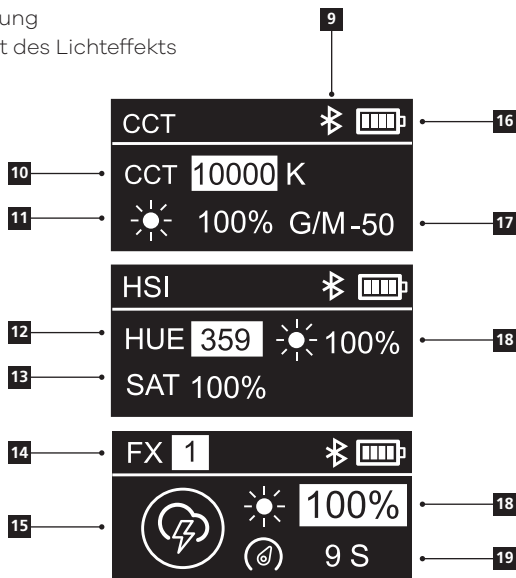 ung
t des Lichteffekts
9
CCT
16
10
CCT 10000 K
11
100% G/M -50
17
HSI
12
HUE 359 100%
18
13
SAT 100%
14
FX 1
15
100%
18
9 S
19